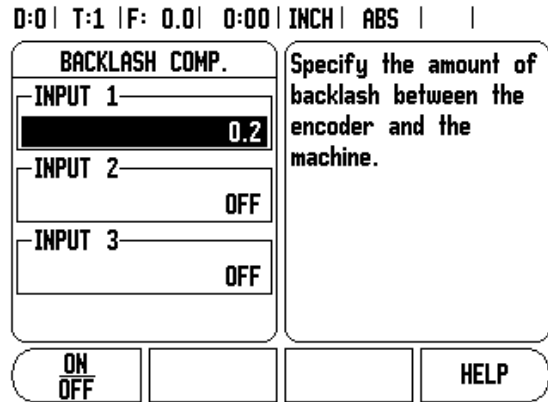 D:0| T:1 |F: 0.0| 0:00| INCH| ABS | |
BACKLASH COMP.
INPUT 1
0.2
INPUT 2
OFF
INPUT 3
OFF
Specify the amount of
backlash between the
encoder and the
machine.
ON
OFF
HELP